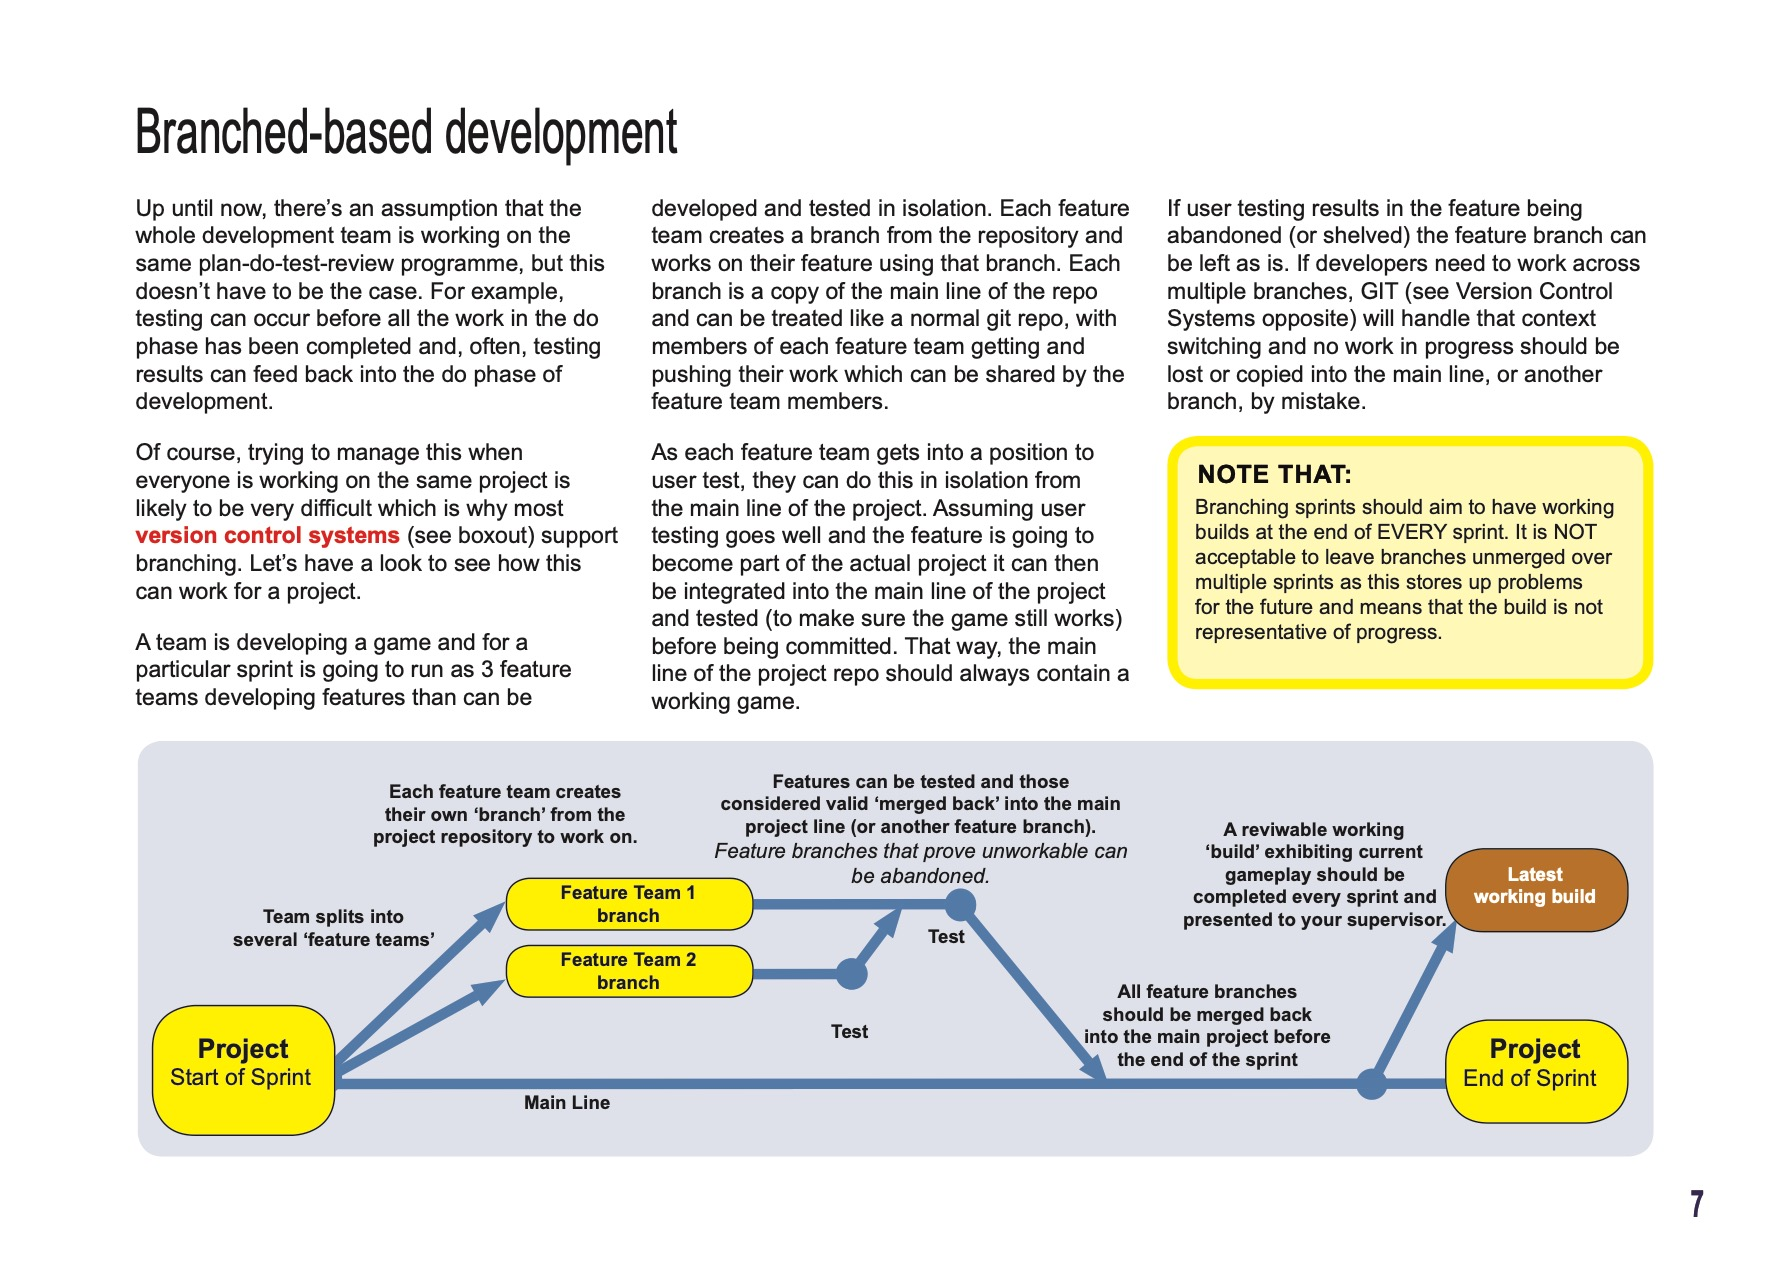 Branched-based development
Up until now, there’s an assumption that the
whole development team is working on the
same plan-do-test-review programme, but this
doesn’t have to be the case. For example,
testing can occur before all the work in the do
phase has been completed and, often, testing
results can feed back into the do phase of
development.
Of course, trying to manage this when
everyone is working on the same project is
likely to be very difficult which is why most
version control systems (see boxout) support
branching. Let’s have a look to see how this
can work for a project.
A team is developing a game and for a
particular sprint is going to run as 3 feature
teams developing features than can be
developed and tested in isolation. Each feature
team creates a branch from the repository and
works on their feature using that branch. Each
branch is a copy of the main line of the repo
and can be treated like a normal git repo, with
members of each feature team getting and
pushing their work which can be shared by the
feature team members.
As each feature team gets into a position to
user test, they can do this in isolation from
the main line of the project. Assuming user
testing goes well and the feature is going to
become part of the actual project it can then
be integrated into the main line of the project
and tested (to make sure the game still works)
before being committed. That way, the main
line of the project repo should always contain a
working game.
If user testing results in the feature being
abandoned (or shelved) the feature branch can
be left as is. If developers need to work across
multiple branches, GIT (see Version Control
Systems opposite) will handle that context
switching and no work in progress should be
lost or copied into the main line, or another
branch, by mistake.
NOTE THAT:
Branching sprints should aim to have working
builds at the end of EVERY sprint. It is NOT
acceptable to leave branches unmerged over
multiple sprints as this stores up problems
for the future and means that the build is not
representative of progress.
Each feature team creates
their own ‘branch’ from the
project repository to work on.
Features can be tested and those
considered valid ‘merged back’ into the main
project line (or another feature branch).
Feature branches that prove unworkable can
be abandoned.
A reviwable working
‘build’ exhibiting current
gameplay should be
completed every sprint and
presented to your supervisor.
Latest
working build
Team splits into
several ‘feature teams’
Feature Team 1
branch
Test
Feature Team 2
branch
Test
All feature branches
should be merged back
into the main project before
the end of the sprint
Project
Start of Sprint
Main Line
Project
End of Sprint
7